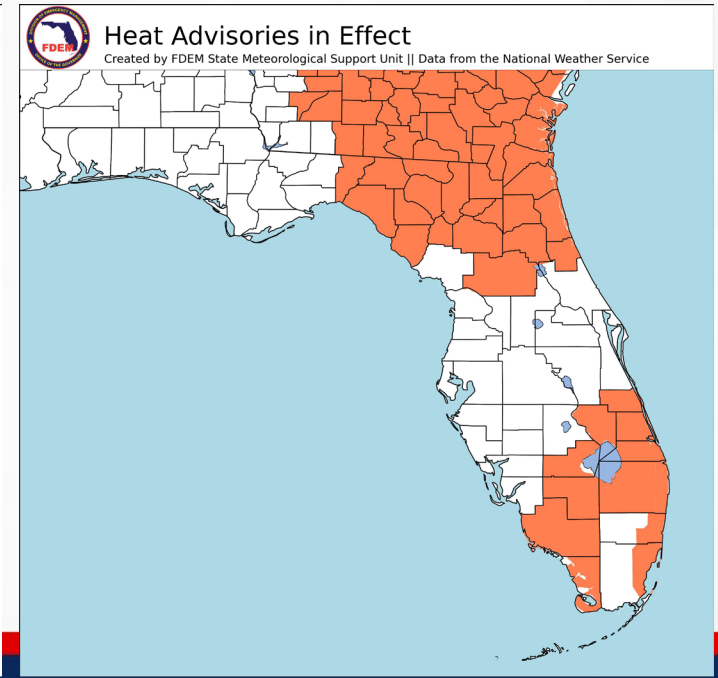 Heat Advisories in Effect
Created by FDEM State Meteorological Support Unit || Data from the National Weather Service
FDEM